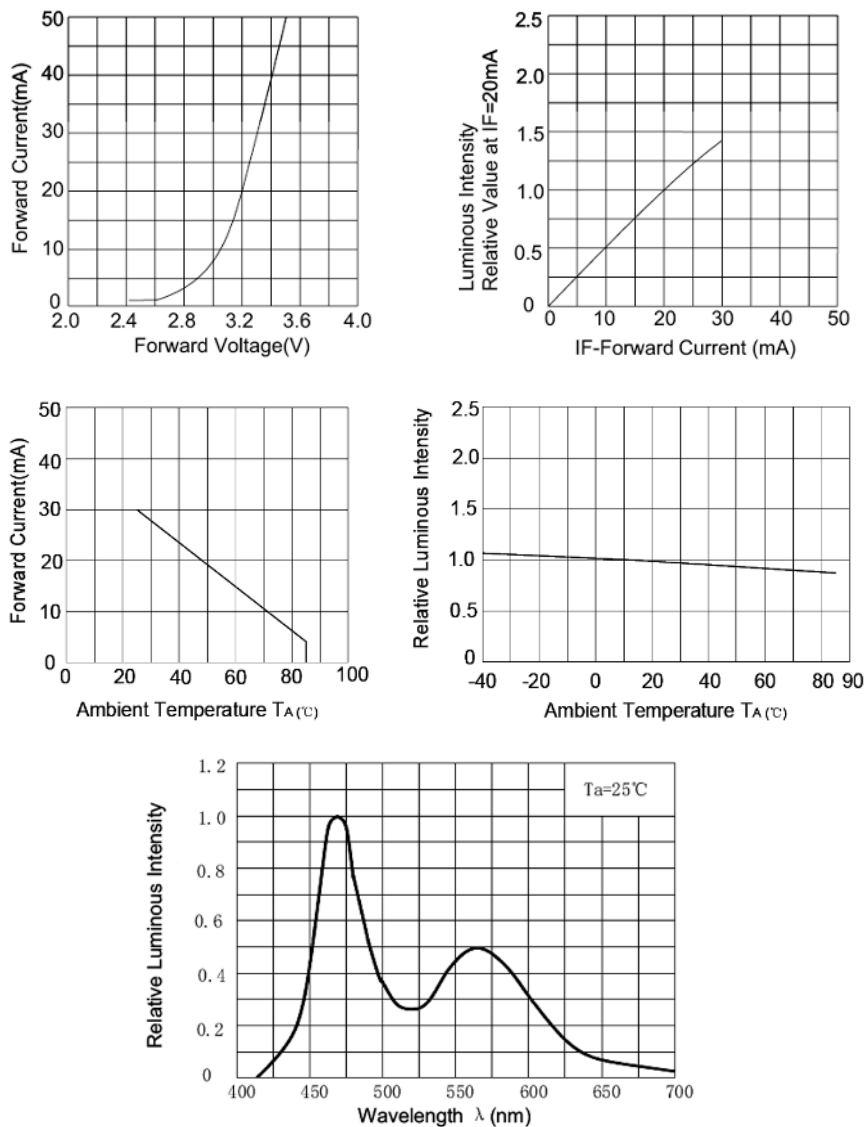 50
40
30
20
10
0
2.0 2.4 2.8 3.2 3.6 4.0
Forward Current(mA)
Forward Voltage(V)
2.5
2.0
1.5
1.0
0.5
0
0 10 20 30 40 50
Luminous Intensity
Relative Value at IF=20mA
IF-Forward Current (mA)
50
40
30
20
10
0
0 20 40 60 80 100
Forward Current(mA)
Ambient Temperature TA(℃)
2.5
2.0
1.5
1.0
0.5
0
-40 -20 0 20 40 60 80 90
Relative Luminous Intensity
Ambient Temperature TA(℃)
1.2
1.0
0.8
0.6
0.4
0.2
0
400 450 500 550 600 650 700
Ta=25℃
Relative Luminous Intensity
Wavelength λ (nm)